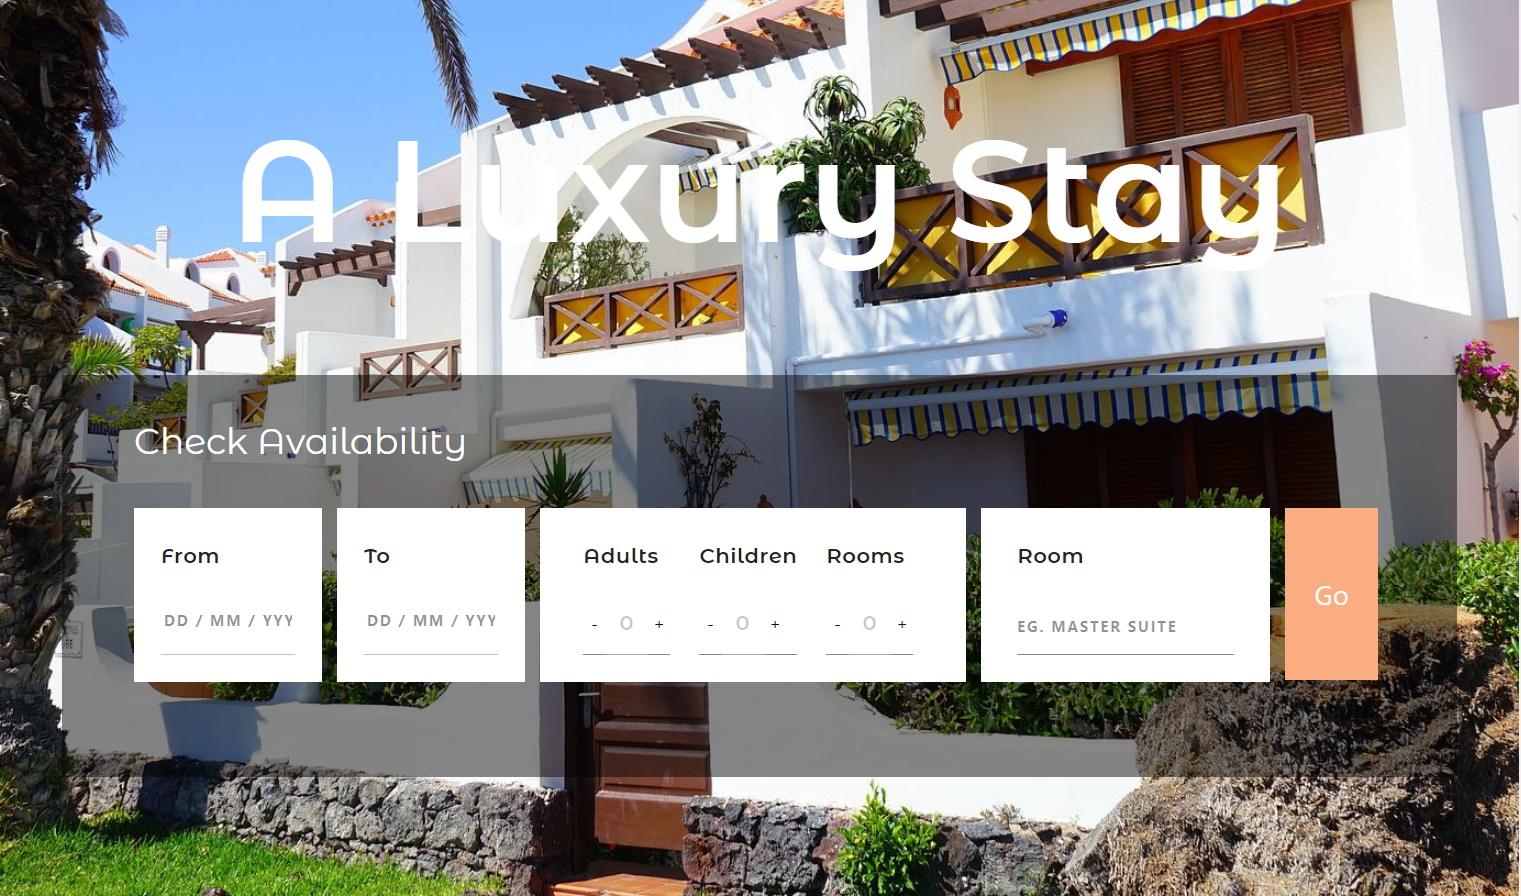 A Luxury Stay
Check Availability
From
To
Adults
Children
Rooms
Room
Go
DD / MM / YYY
DD / MM / YYY
- 0 +
- 0 +
- 0 +
EG. MASTER SUITE